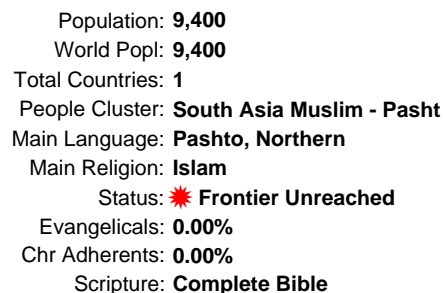 Population: 9,400
World Popl: 9,400
Total Countries: 1
People Cluster: South Asia Muslim - Pasht
Main Language: Pashto, Northern
Main Religion: Islam
Status: Frontier Unreached
Evangelicals: 0.00%
Chr Adherents: 0.00%
Scripture: Complete Bible